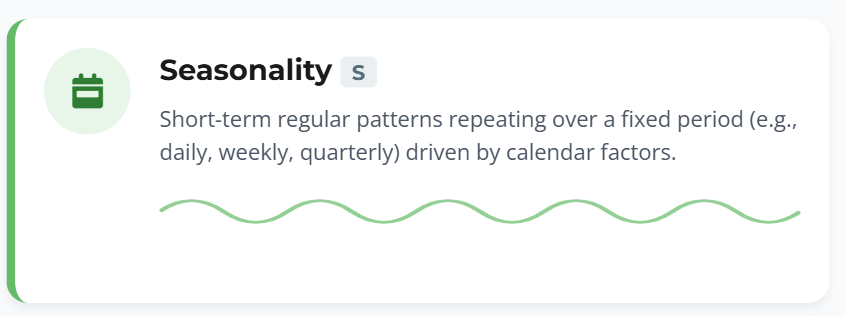 Seasonality S
Short-term regular patterns repeating over a fixed period (e.g.,
daily, weekly, quarterly) driven by calendar factors.